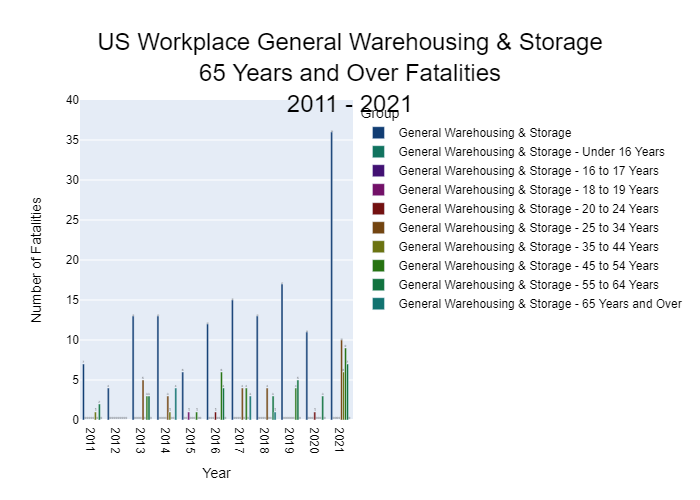 US Workplace General Warehousing & Storage
65 Years and Over Fatalities
2011 - 2021
Group
General Warehousing & Storage
General Warehousing & Storage - Under 16 Years
General Warehousing & Storage - 16 to 17 Years
General Warehousing & Storage - 18 to 19 Years
General Warehousing & Storage - 20 to 24 Years
General Warehousing & Storage - 25 to 34 Years
General Warehousing & Storage - 35 to 44 Years
General Warehousing & Storage - 45 to 54 Years
General Warehousing & Storage - 55 to 64 Years
General Warehousing & Storage - 65 Years and Over
Number of Fatalities
40
35
30
25
20
15
10
5
0
2011
2012
2013
2014
2015
2016
2017
2018
2019
2020
2021
Year